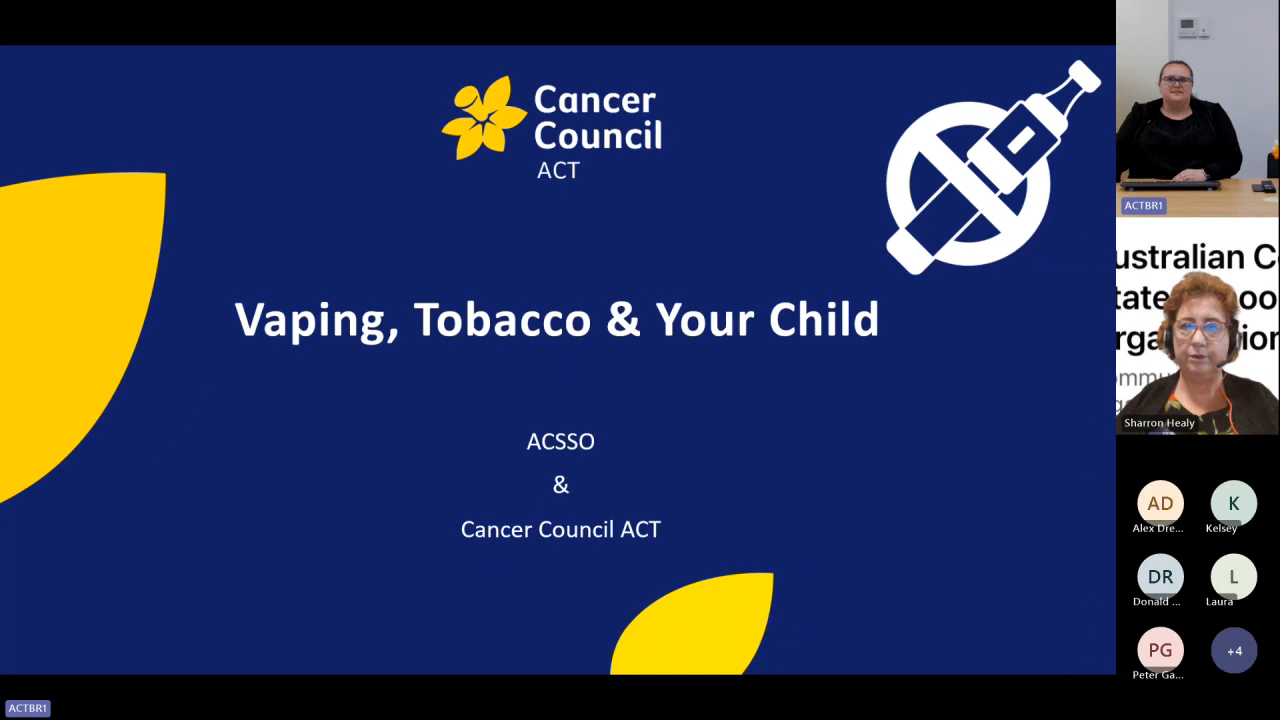 Cancer
Council
ACT
Vaping, Tobacco & Your Child
ACSSO
&
Cancer Council ACT
ACTBR1
ACTBR1
ustralian C
Sharron Healy
AD
Alex Dre...
K
Kelsey
DR
Donald ...
L
Laura
PG
Peter Ga...
+4